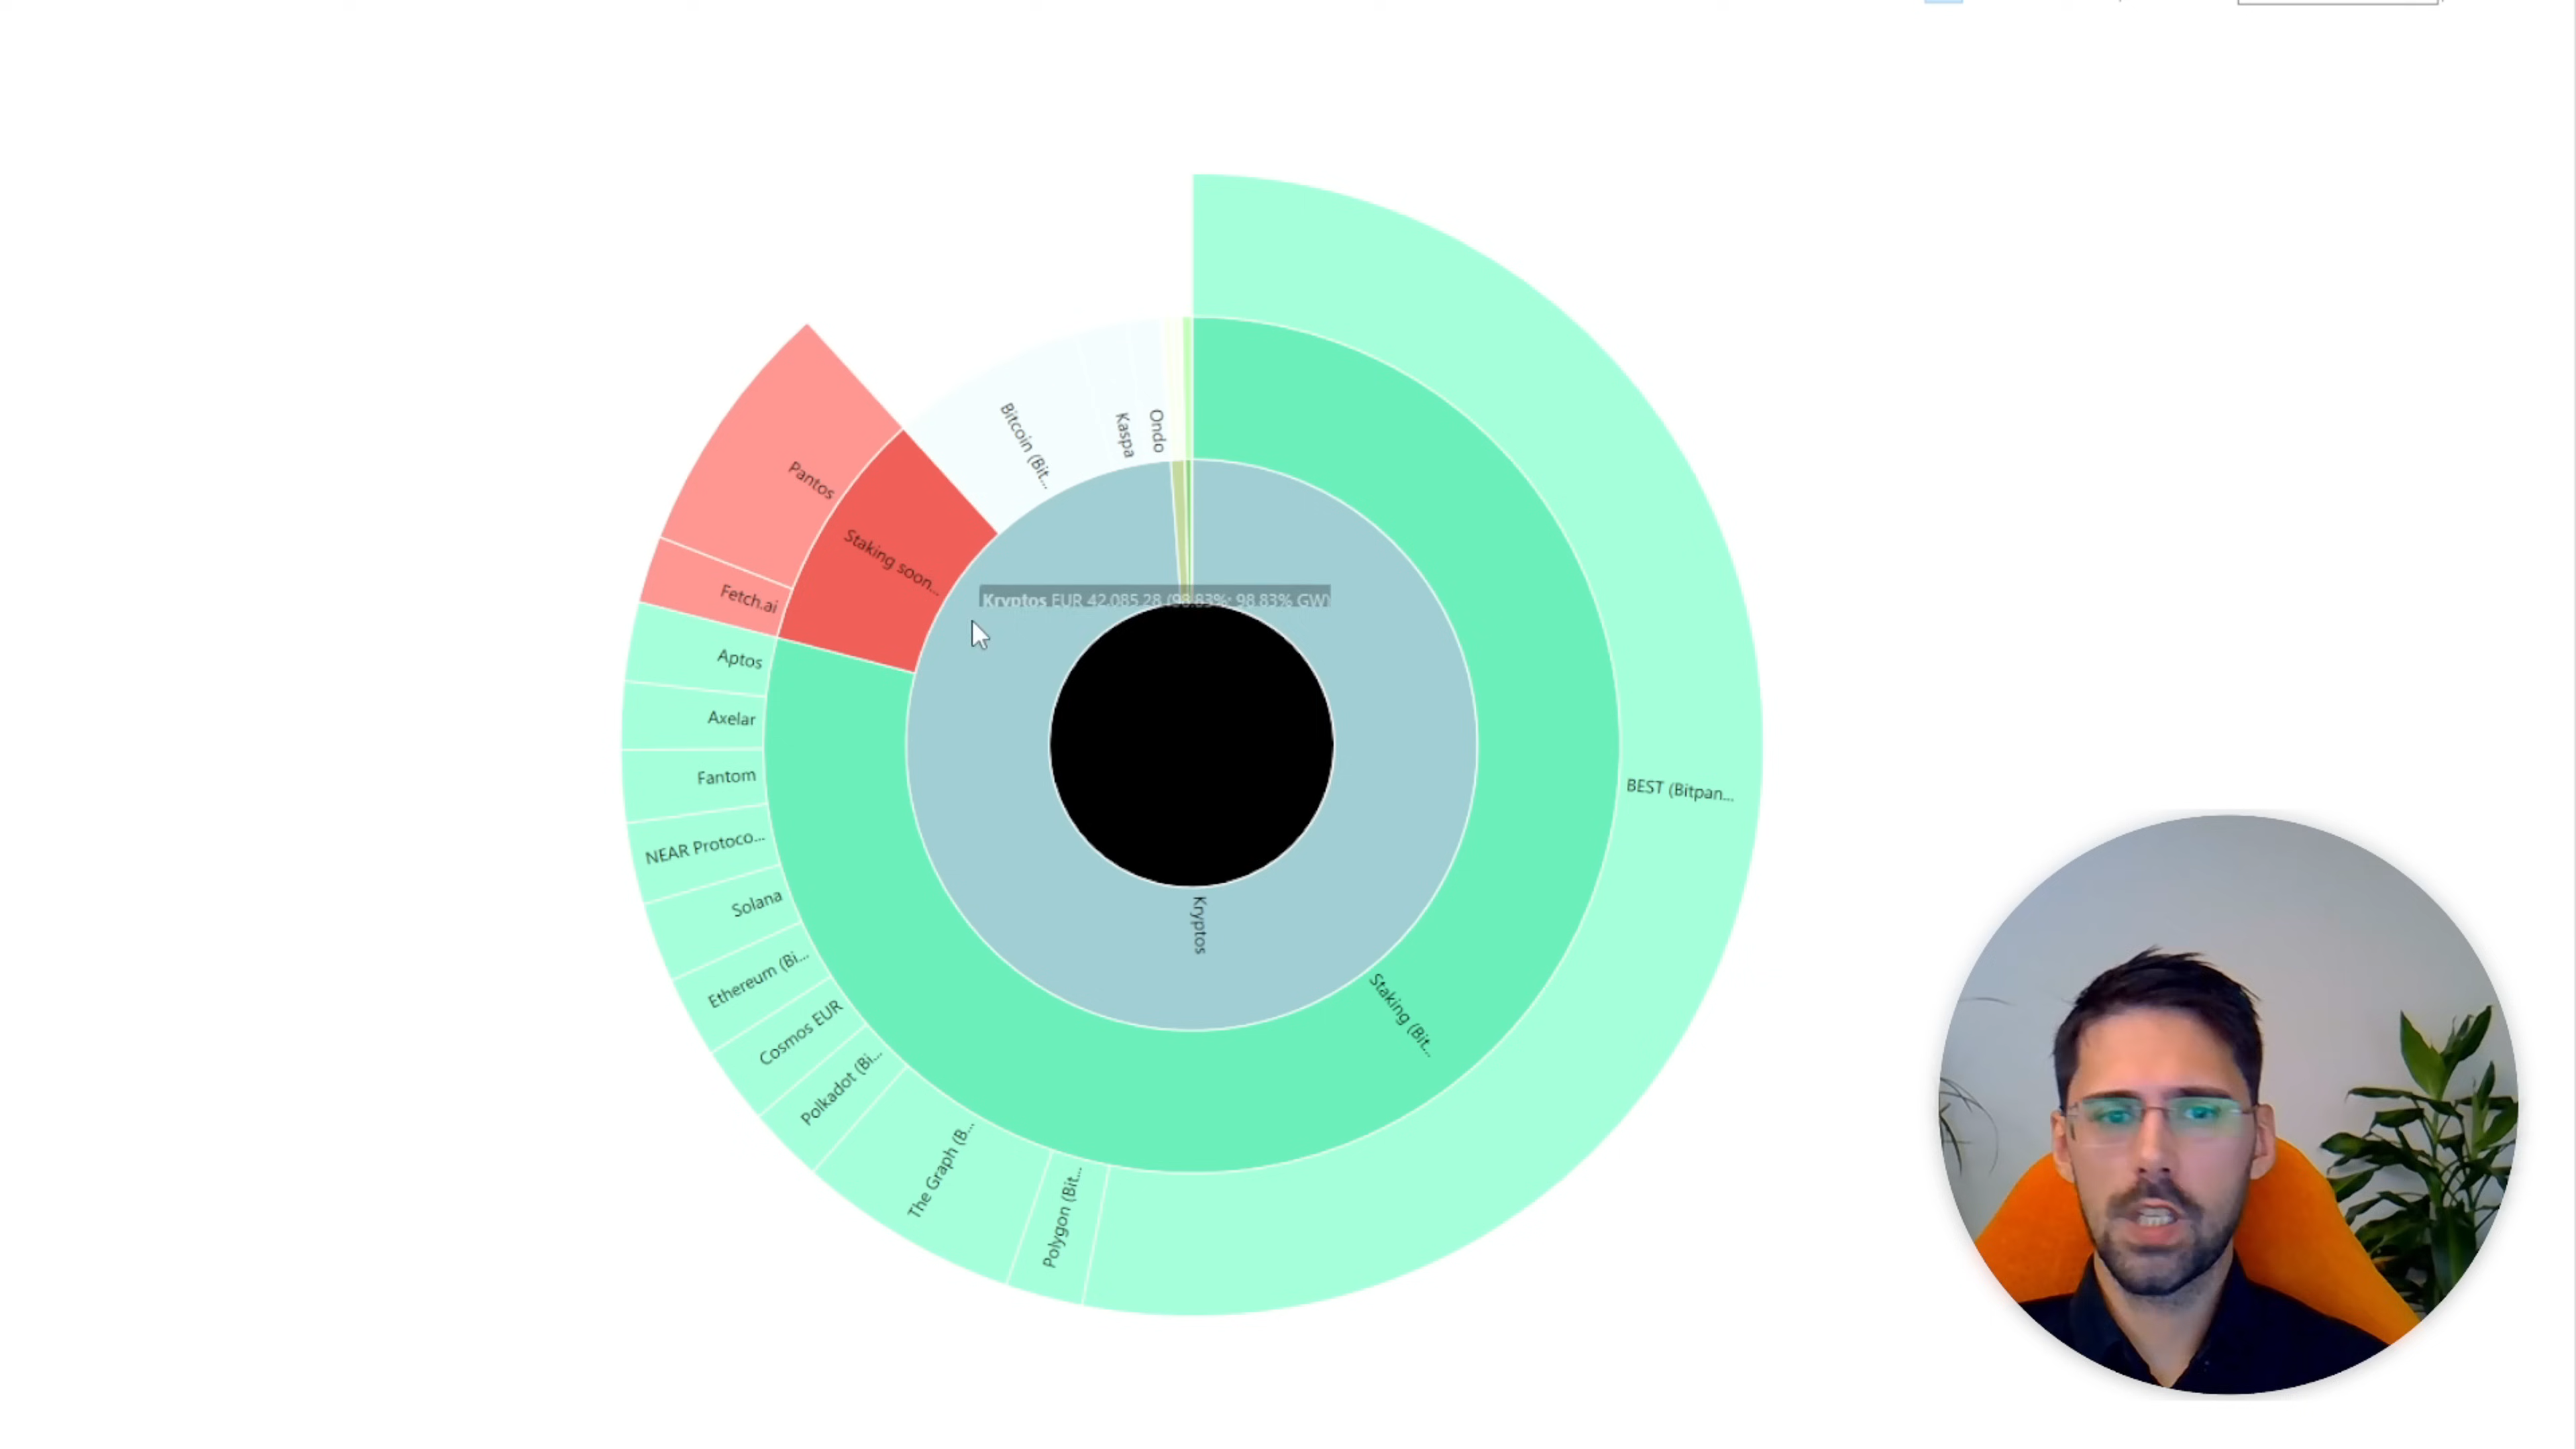 Bitcoin (Bit...
Kaspa
Ondo
Pantos
Staking soon...
Fetch.ai
Kryptos EUR 42.085,28 (98.83%; 98.83% GW)
Aptos
Axelar
Fantom
BEST (Bitpan...
NEAR Protoco...
Solana
Kryptos
Ethereum (Bi...
Cosmos EUR
Staking (Bit...
Polkadot (Bi...
The Graph (B...
Polygon (Bit...